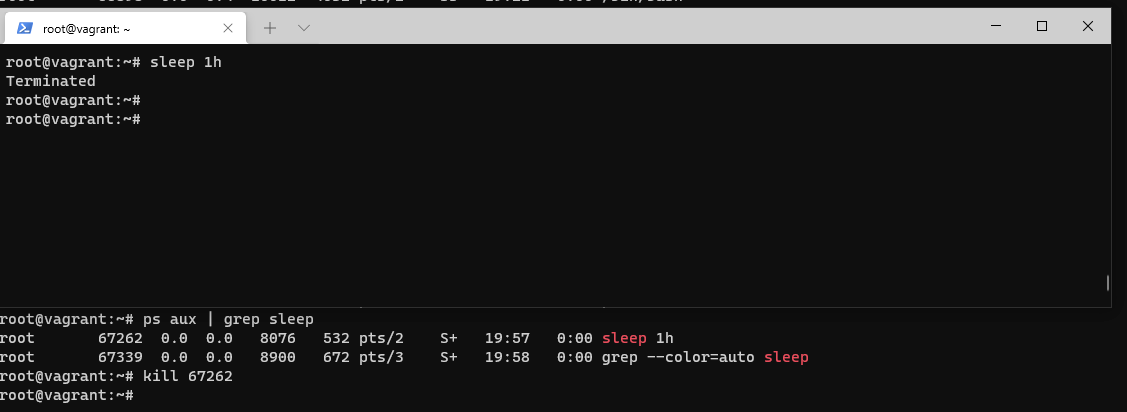 root@vagrant: ~
root@vagrant:~# sleep 1h
Terminated
root@vagrant:~#
root@vagrant:~#
root@vagrant:~# ps aux | grep sleep
root       67262  0.0  0.0   8076   532 pts/2    S+   19:57   0:00 sleep 1h
root       67339  0.0  0.0   8900   672 pts/3    S+   19:58   0:00 grep --color=auto sleep
root@vagrant:~# kill 67262
root@vagrant:~#